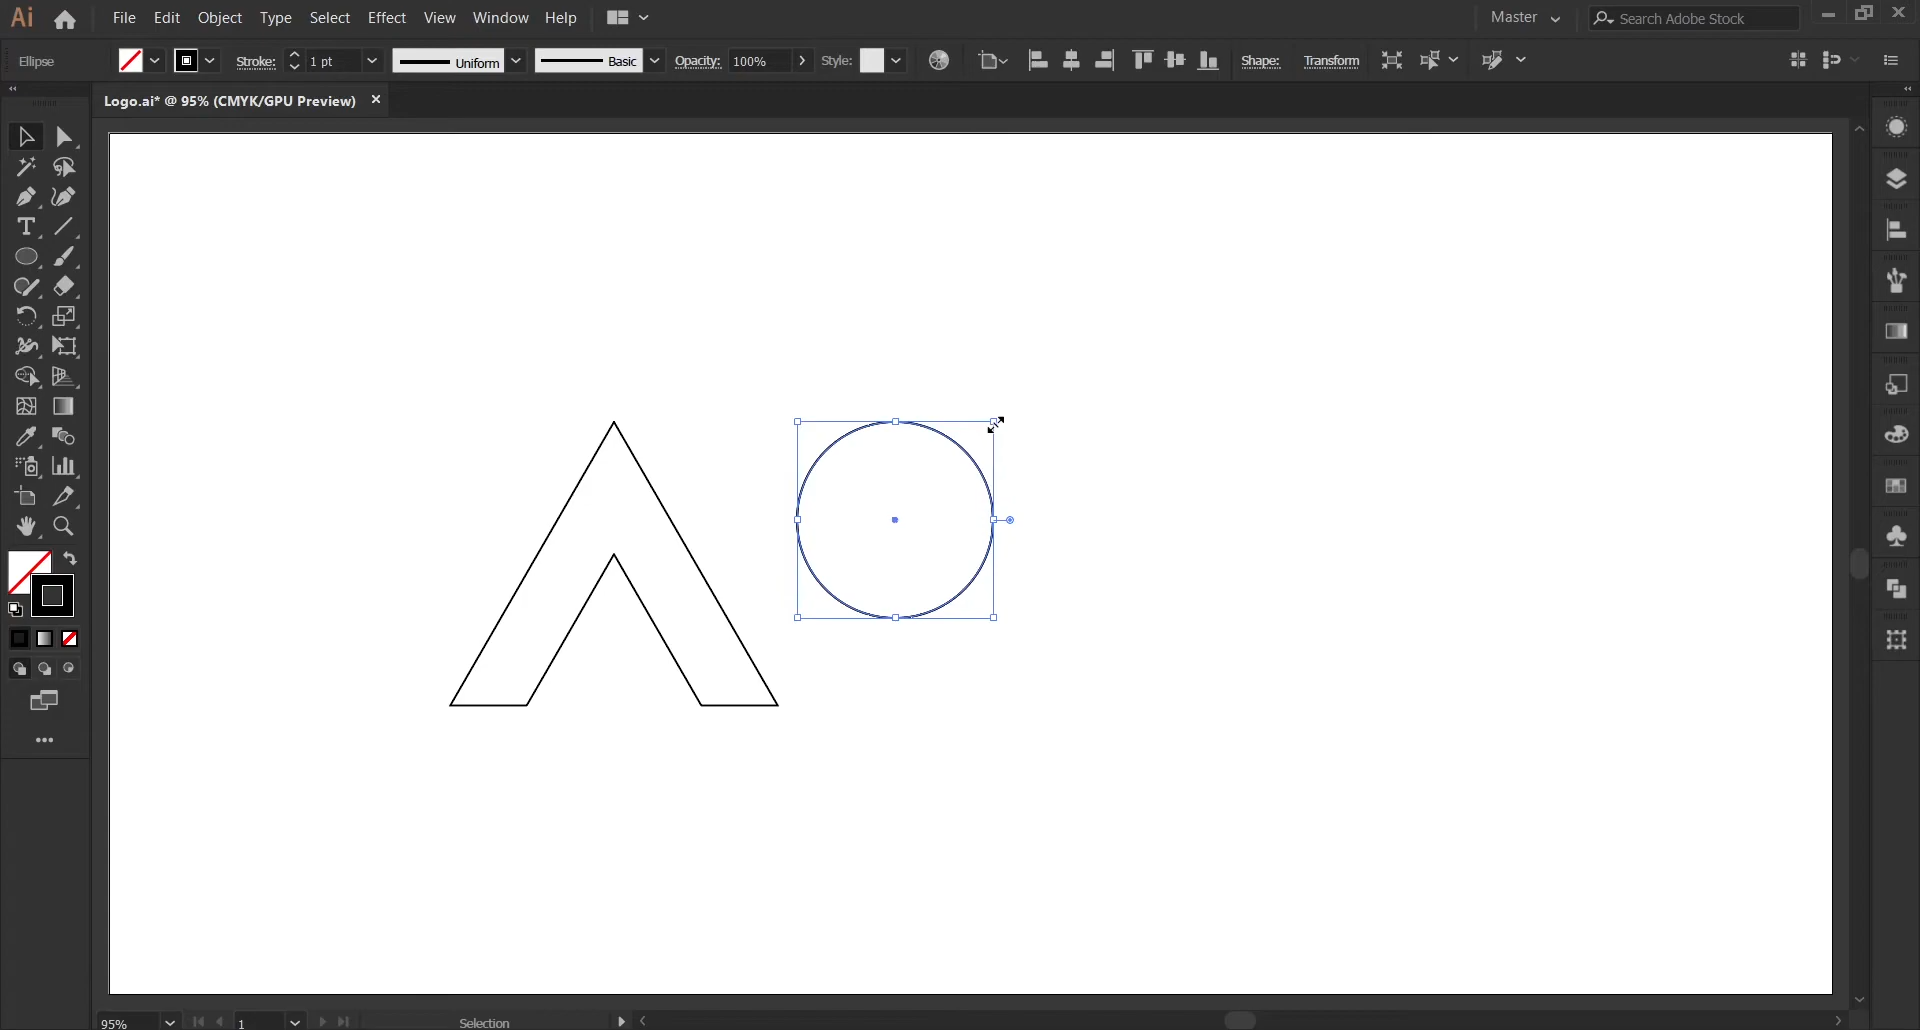 Ai File Edit Object Type Select Effect View Window Help Master Search Adobe Stock
Ellipse Stroke: 1 pt Uniform Basic Opacity: 100% Style: Shape: Transform
Logo.ai* @ 95% (CMYK/GPU Preview)
95% 1 Selection